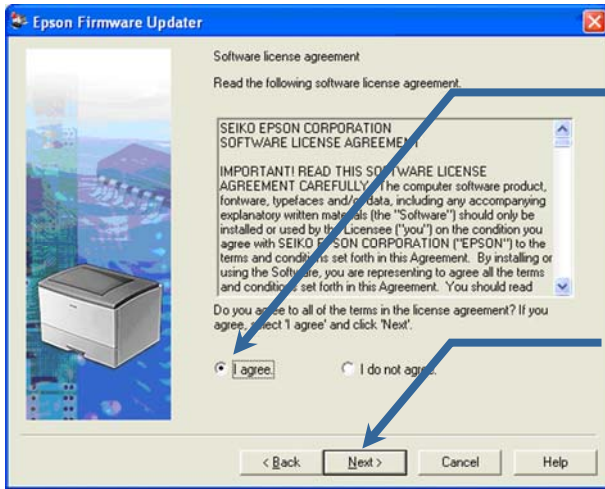 Epson Firmware Updater
Software license agreement
Read the following software license agreement.
SEIKO EPSON CORPORATION
SOFTWARE LICENSE AGREEMENT
IMPORTANT! READ THIS SOFTWARE LICENSE
AGREEMENT CAREFULLY. The computer software product,
fontware, typefaces and/or data, including any accompanying
explanatory written materials (the "Software") should only be
installed or used by the Licensee ("you") on the condition you
agree with SEIKO EPSON CORPORATION ("EPSON") to the
terms and conditions set forth in this Agreement. By installing or
using the Software, you are representing to agree all the terms
and conditions set forth in this Agreement. You should read
Do you agree to all of the terms in the license agreement? If you
agree, select 'I agree' and click 'Next'.
I agree.
I do not agree.
< Back
Next >
Cancel
Help